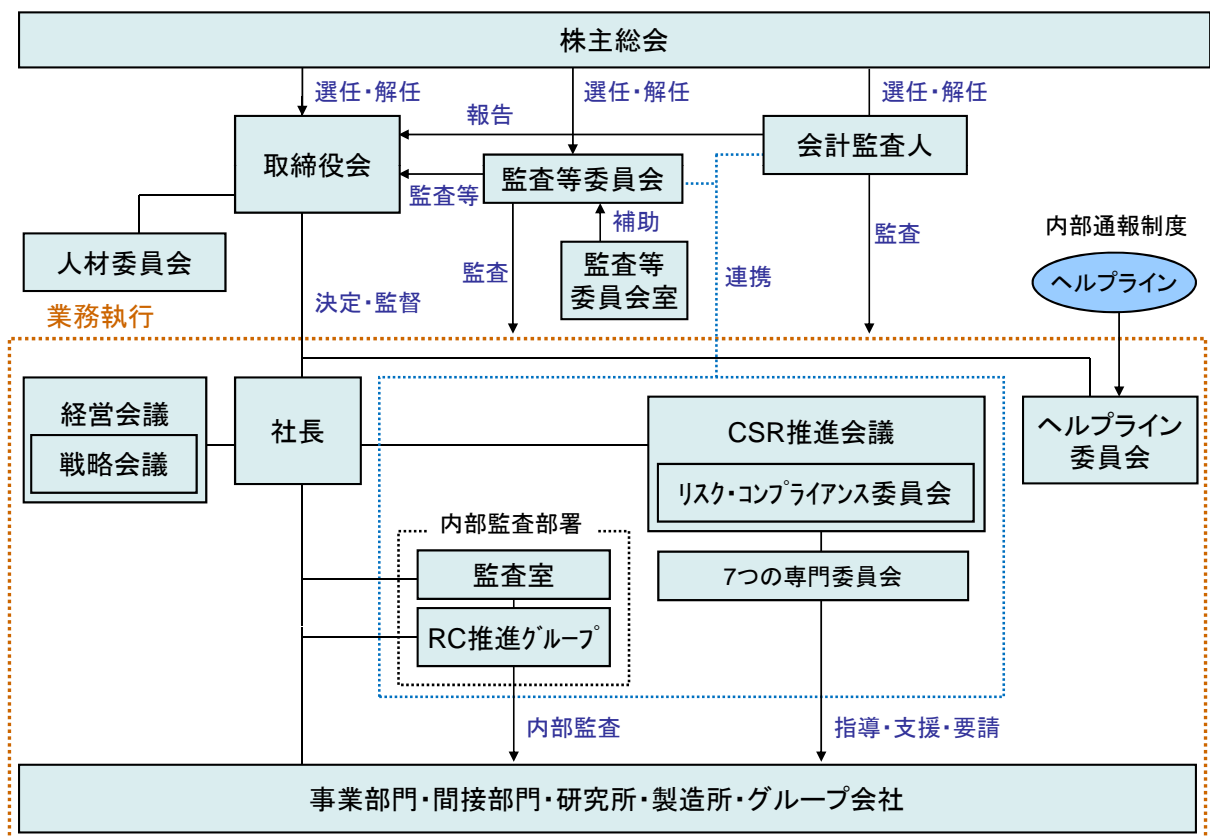 株主総会
選任・解任
選任・解任
選任・解任
報告
取締役会
監査等
監査等委員会
会計監査人
補助
監査等
委員会室
監査
連携
監査
内部通報制度
ヘルプライン
人材委員会
決定・監督
業務執行
経営会議
戦略会議
社長
CSR推進会議
リスク・コンプライアンス委員会
ヘルプライン
委員会
内部監査部署
監査室
RC推進グループ
7つの専門委員会
内部監査
指導・支援・要請
事業部門・間接部門・研究所・製造所・グループ会社